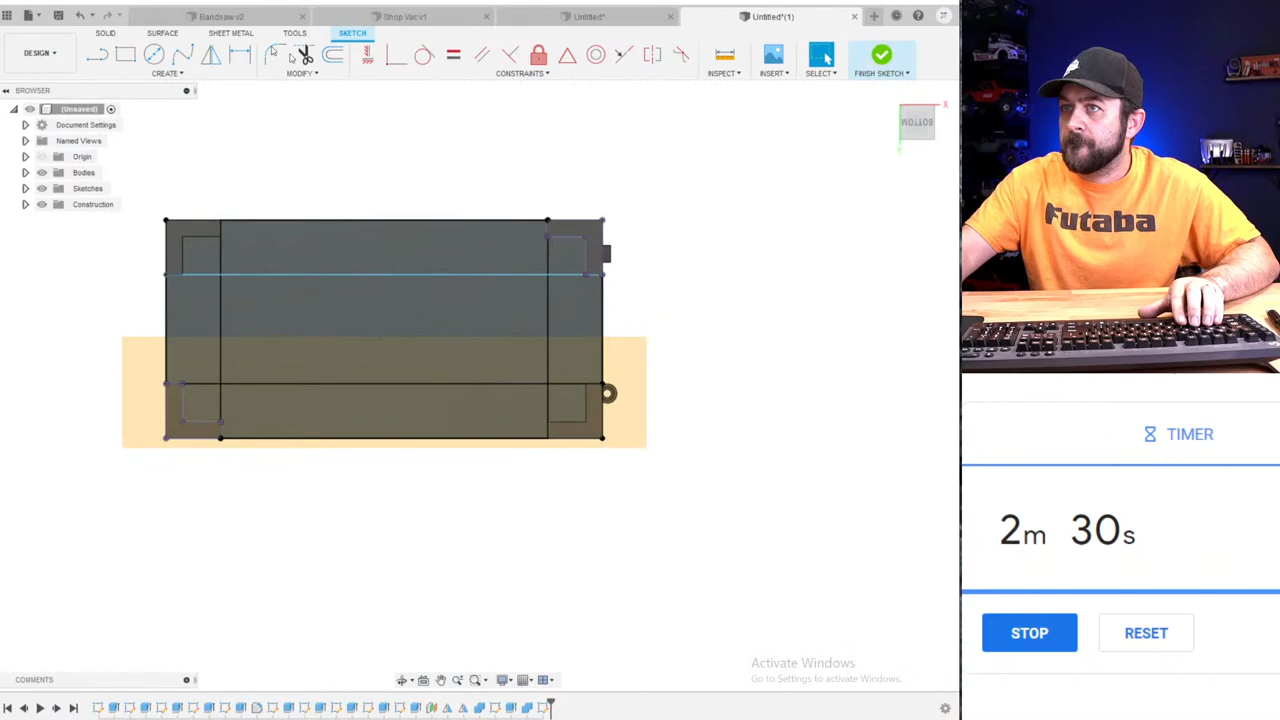 Bandsaw v2
Shop Vac v1
Untitled*
Untitled*(1)
JT
DESIGN
SOLID
SURFACE
SHEET METAL
TOOLS
SKETCH
CREATE
MODIFY
CONSTRAINTS
INSPECT
INSERT
SELECT
FINISH SKETCH
BROWSER
(Unsaved)
Document Settings
Named Views
Origin
Bodies
Sketches
Construction
X
BOTTOM
Futaba
TIMER
2m 30s
STOP
RESET
Activate Windows
Go to Settings to activate Windows.
COMMENTS